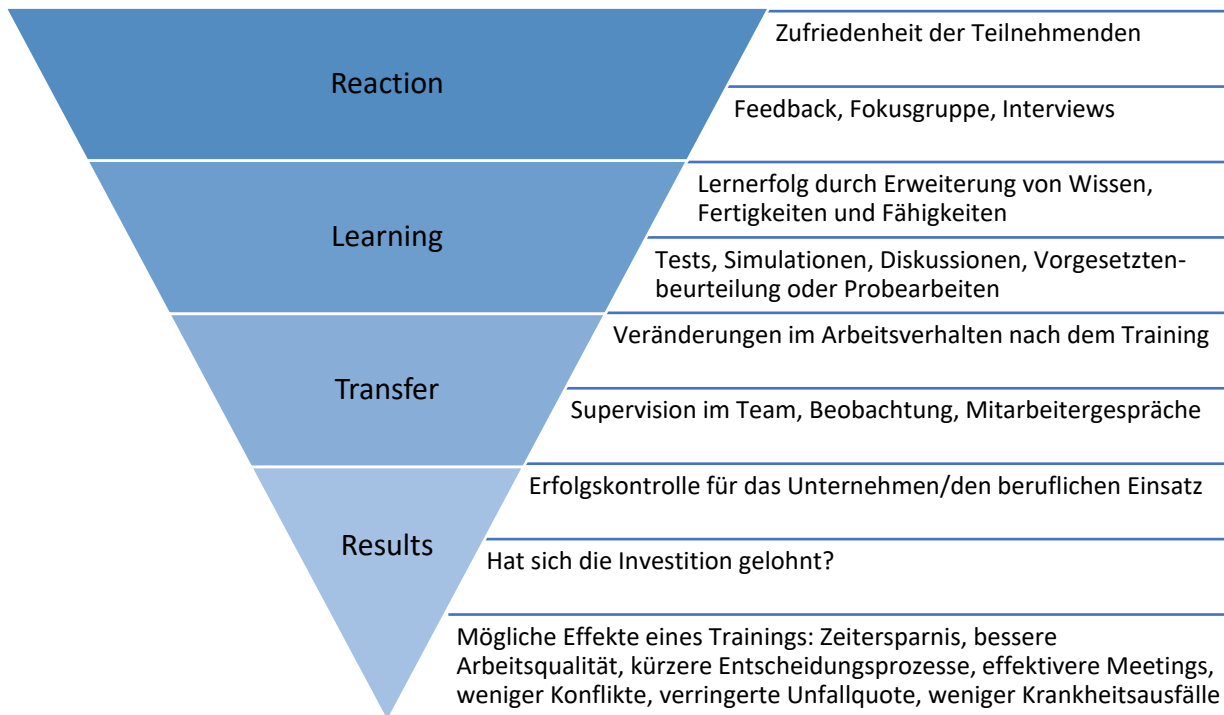 Reaction
Zufriedenheit der Teilnehmenden
Feedback, Fokusgruppe, Interviews
Learning
Lernerfolg durch Erweiterung von Wissen,
Fertigkeiten und Fähigkeiten
Tests, Simulationen, Diskussionen, Vorgesetzten-
beurteilung oder Probearbeiten
Transfer
Veränderungen im Arbeitsverhalten nach dem Training
Supervision im Team, Beobachtung, Mitarbeitergespräche
Results
Erfolgskontrolle für das Unternehmen/den beruflichen Einsatz
Hat sich die Investition gelohnt?
Mögliche Effekte eines Trainings: Zeitersparnis, bessere
Arbeitsqualität, kürzere Entscheidungsprozesse, effektivere Meetings,
weniger Konflikte, verringerte Unfallquote, weniger Krankheitsausfälle